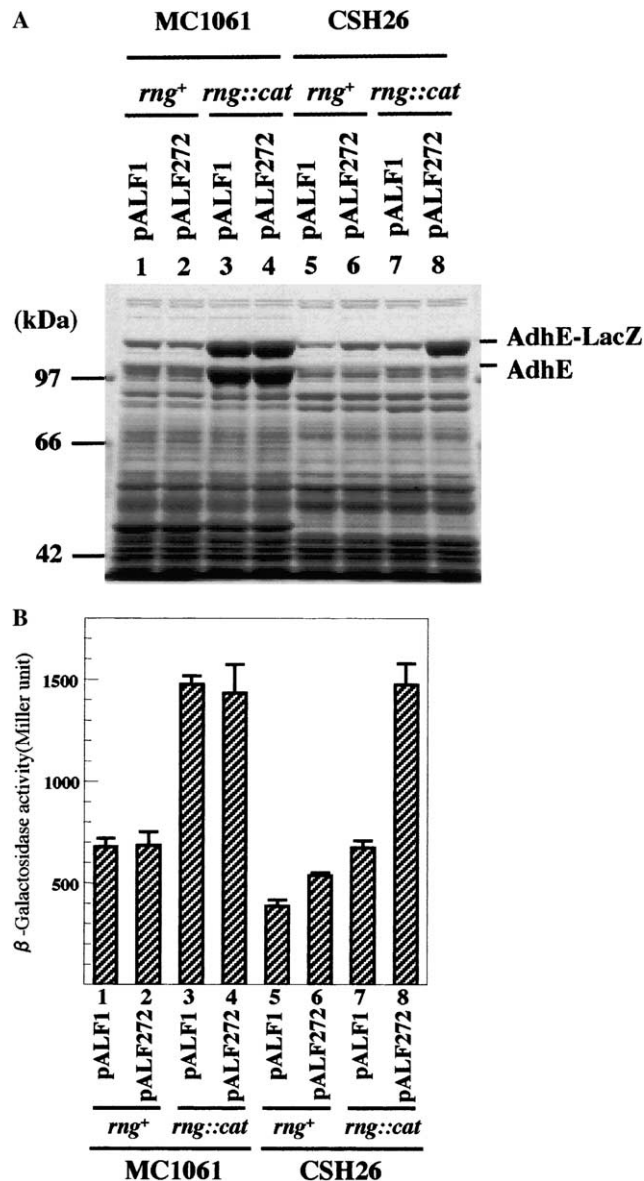 A
MC1061 CSH26
rng+ rng::cat rng+ rng::cat
pALF1 pALF272 pALF1 pALF272 pALF1 pALF272 pALF1 pALF272
1 2 3 4 5 6 7 8
(kDa)
AdhE-LacZ
AdhE
97
66
42
B
β-Galactosidase activity(Miller unit)
1500
1000
500
1 2 3 4 5 6 7 8
pALF1 pALF272 pALF1 pALF272 pALF1 pALF272 pALF1 pALF272
rng+ rng::cat rng+ rng::cat
MC1061 CSH26